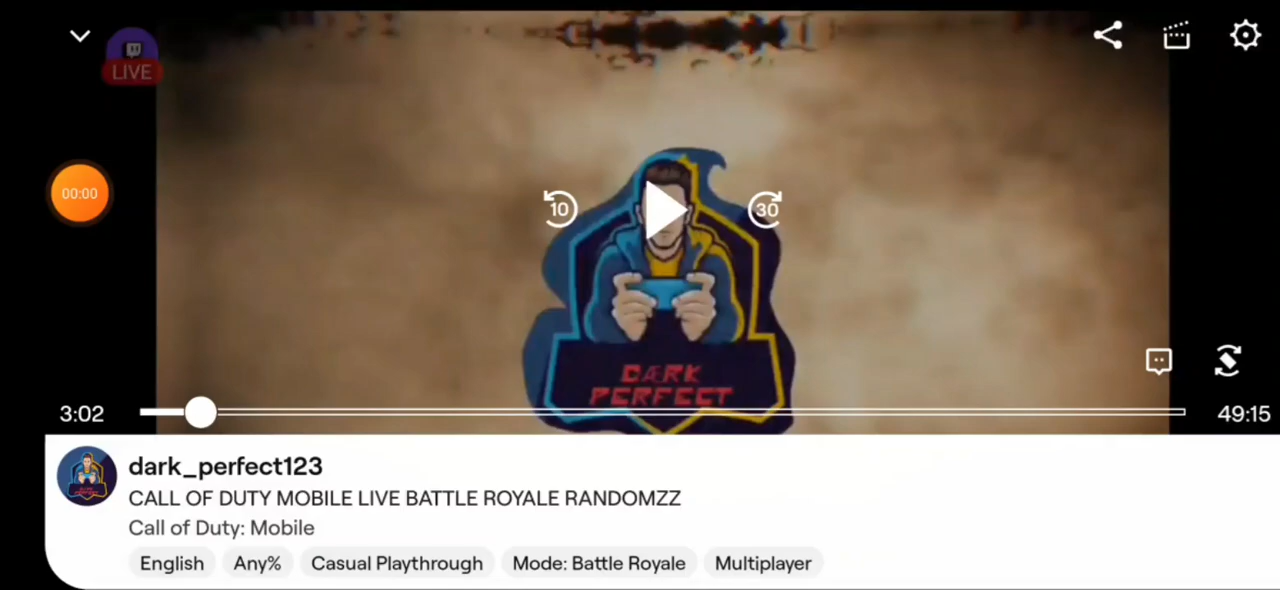 LIVE
00:00
10
30
DÆRK
PERFECT
3:02
49:15
dark_perfect123
CALL OF DUTY MOBILE LIVE BATTLE ROYALE RANDOMZZ
Call of Duty: Mobile
English Any% Casual Playthrough Mode: Battle Royale Multiplayer